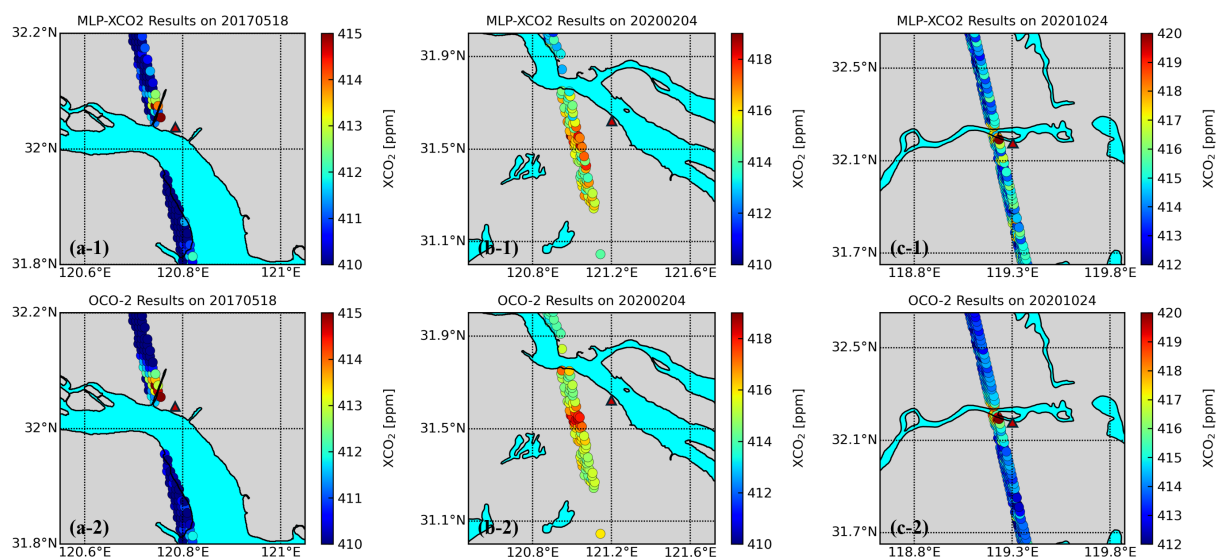 MLP-XCO2 Results on 20170518
32.2°N
32°N
31.8°N
120.6°E
120.8°E
121°E
(a-1)
415
414
413
412
411
410
XCO₂ [ppm]
MLP-XCO2 Results on 20200204
31.9°N
31.5°N
31.1°N
120.8°E
121.2°E
121.6°E
(b-1)
418
416
414
412
410
XCO₂ [ppm]
MLP-XCO2 Results on 20201024
32.5°N
32.1°N
31.7°N
118.8°E
119.3°E
119.8°E
(c-1)
420
419
418
417
416
415
414
413
412
XCO₂ [ppm]
OCO-2 Results on 20170518
32.2°N
32°N
31.8°N
120.6°E
120.8°E
121°E
(a-2)
415
414
413
412
411
410
XCO₂ [ppm]
OCO-2 Results on 20200204
31.9°N
31.5°N
31.1°N
120.8°E
121.2°E
121.6°E
(b-2)
418
416
414
412
410
XCO₂ [ppm]
OCO-2 Results on 20201024
32.5°N
32.1°N
31.7°N
118.8°E
119.3°E
119.8°E
(c-2)
420
419
418
417
416
415
414
413
412
XCO₂ [ppm]